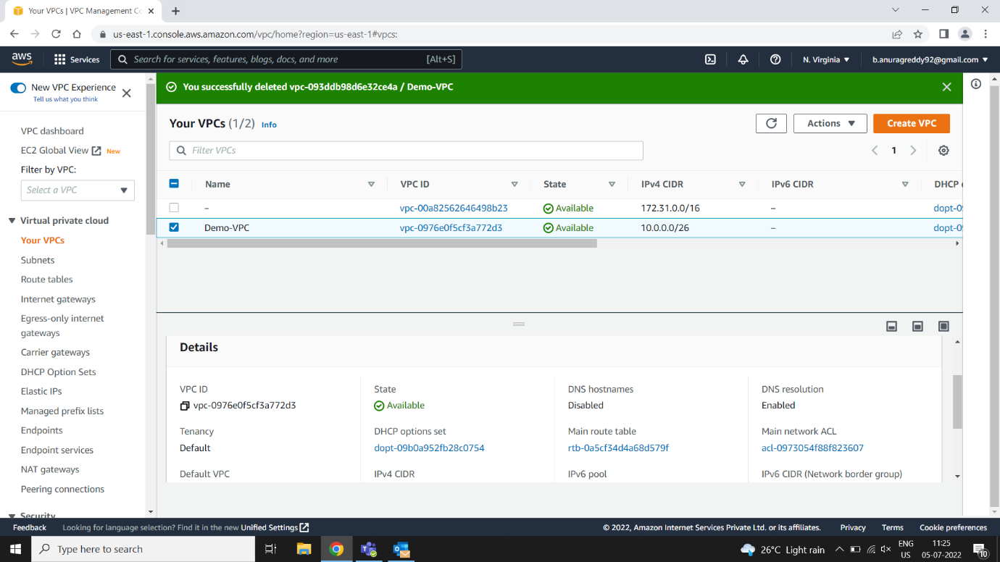 Your VPCs | VPC Management Co
us-east-1.console.aws.amazon.com/vpc/home?region=us-east-1#vpcs:
aws
Services
Search for services, features, blogs, docs, and more
[Alt+S]
N. Virginia
b.anuragreddy92@gmail.com
New VPC Experience
Tell us what you think
VPC dashboard
EC2 Global View New
Filter by VPC:
Select a VPC
Virtual private cloud
Your VPCs
Subnets
Route tables
Internet gateways
Egress-only internet
gateways
Carrier gateways
DHCP Option Sets
Elastic IPs
Managed prefix lists
Endpoints
Endpoint services
NAT gateways
Peering connections
Security
You successfully deleted vpc-093ddb98d6e32ce4a / Demo-VPC
Your VPCs (1/2) Info
Actions
Create VPC
Filter VPCs
1
Name VPC ID State IPv4 CIDR IPv6 CIDR DHCP
– vpc-00a82562646498b23 Available 172.31.0.0/16 – dopt-0
Demo-VPC vpc-0976e0f5cf3a772d3 Available 10.0.0.0/26 – dopt-0
Details
VPC ID State DNS hostnames DNS resolution
vpc-0976e0f5cf3a772d3 Available Disabled Enabled
Tenancy DHCP options set Main route table Main network ACL
Default dopt-09b0a952fb28c0754 rtb-0a5cf34d4a68d579f acl-0973054f88f823607
Default VPC IPv4 CIDR IPv6 pool IPv6 CIDR (Network border group)
Feedback Looking for language selection? Find it in the new Unified Settings © 2022, Amazon Internet Services Private Ltd. or its affiliates. Privacy Terms Cookie preferences
Type here to search
26°C Light rain
ENG
US
11:25
05-07-2022
10